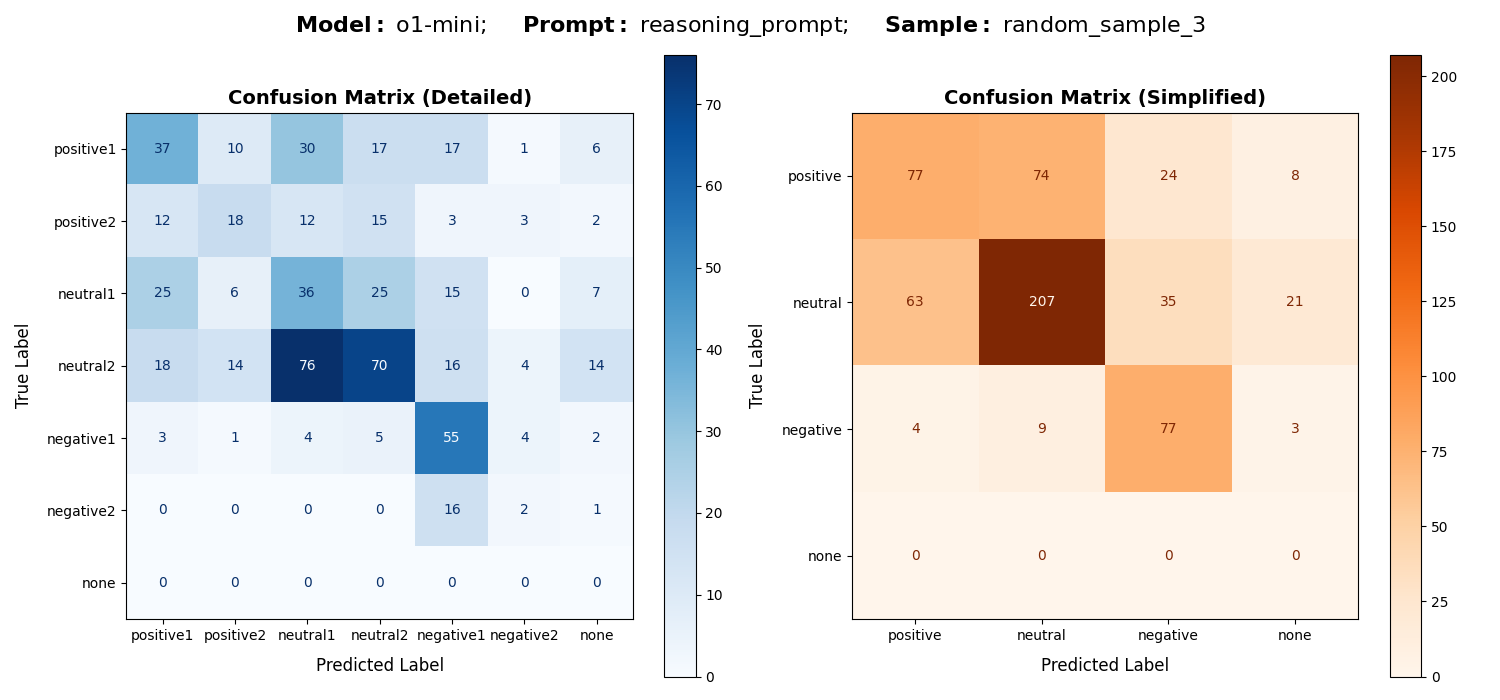 Model: o1-mini; Prompt: reasoning_prompt; Sample: random_sample_3
Confusion Matrix (Detailed)
True Label
positive1 37 10 30 17 17 1 6
positive2 12 18 12 15 3 3 2
neutral1 25 6 36 25 15 0 7
neutral2 18 14 76 70 16 4 14
negative1 3 1 4 5 55 4 2
negative2 0 0 0 0 16 2 1
none 0 0 0 0 0 0 0
positive1 positive2 neutral1 neutral2 negative1 negative2 none
Predicted Label
70
60
50
40
30
20
10
0
Confusion Matrix (Simplified)
True Label
positive 77 74 24 8
neutral 63 207 35 21
negative 4 9 77 3
none 0 0 0 0
positive neutral negative none
Predicted Label
200
175
150
125
100
75
50
25
0